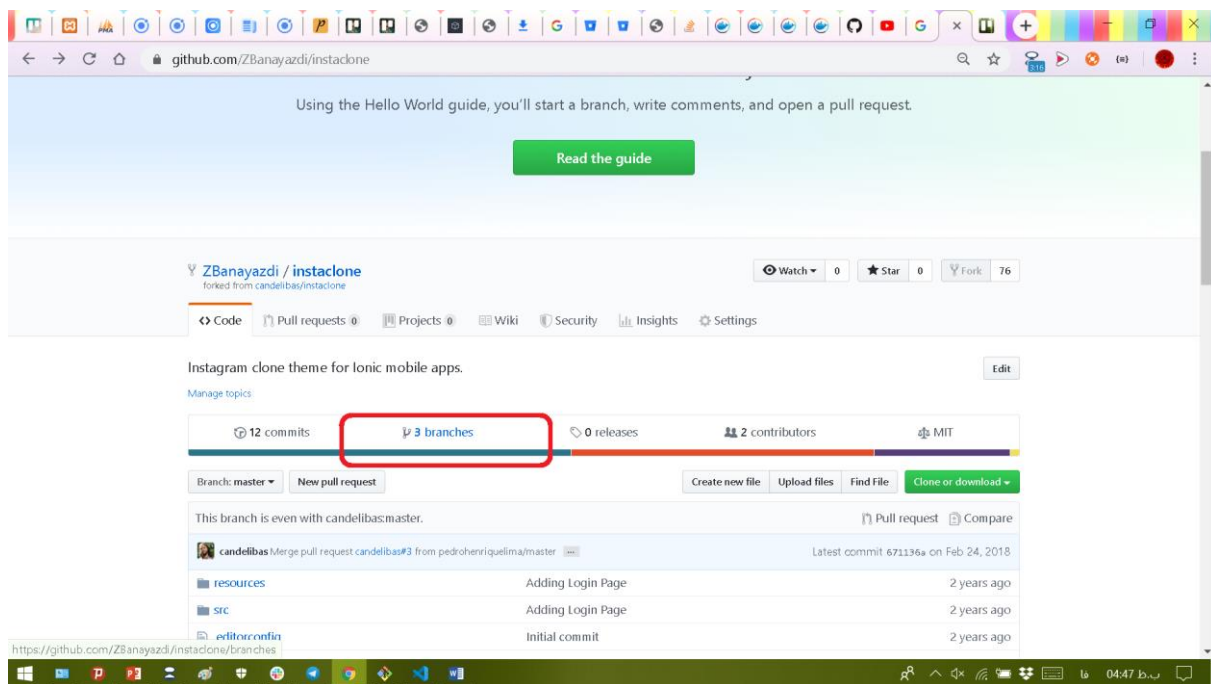 github.com/ZBanayazdi/instaclone
3:16
Using the Hello World guide, you'll start a branch, write comments, and open a pull request.
Read the guide
ZBanayazdi / instaclone
forked from candelibas/instaclone
Watch 0 Star 0 Fork 76
Code Pull requests 0 Projects 0 Wiki Security Insights Settings
Instagram clone theme for Ionic mobile apps.
Edit
Manage topics
12 commits 3 branches 0 releases 2 contributors MIT
Branch: master New pull request Create new file Upload files Find File Clone or download
This branch is even with candelibas:master. Pull request Compare
candelibas Merge pull request candelibas#3 from pedrohenriquelima/master ... Latest commit 671136a on Feb 24, 2018
resources Adding Login Page 2 years ago
src Adding Login Page 2 years ago
.editorconfig Initial commit 2 years ago
https://github.com/ZBanayazdi/instaclone/branches
فا 04:47 ب.ظ